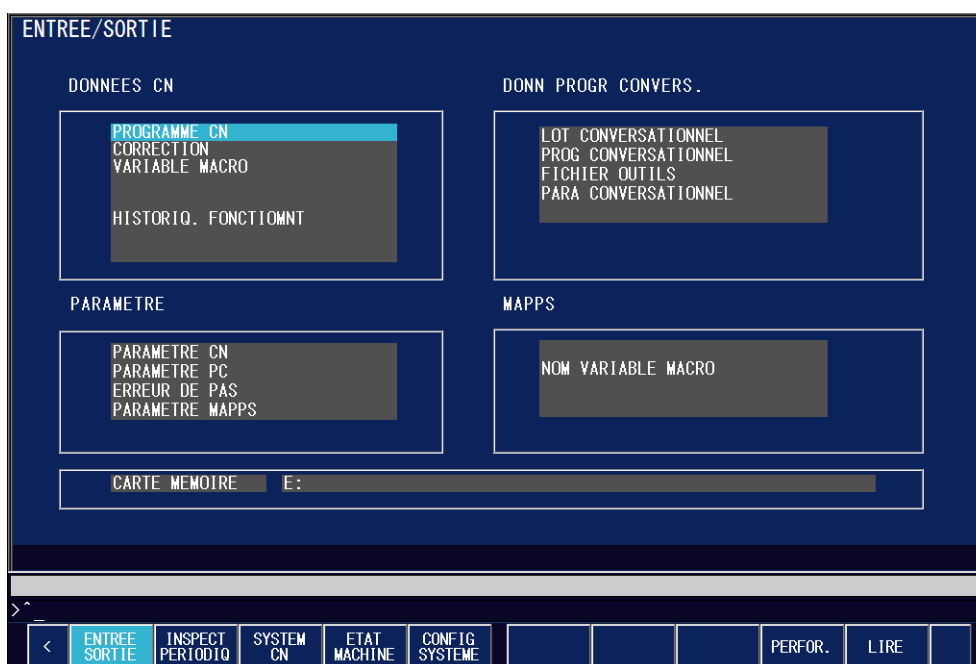 ENTREE/SORTIE
DONNEES CN
PROGRAMME CN
CORRECTION
VARIABLE MACRO
HISTORIQ. FONCTIOMNT
DONN PROGR CONVERS.
LOT CONVERSATIONNEL
PROG CONVERSATIONNEL
FICHIER OUTILS
PARA CONVERSATIONNEL
PARAMETRE
PARAMETRE CN
PARAMETRE PC
ERREUR DE PAS
PARAMETRE MAPPS
MAPPS
NOM VARIABLE MACRO
CARTE MEMOIRE E:
>^_
< ENTREE SORTIE INSPECT PERIODIQ SYSTEM CN ETAT MACHINE CONFIG SYSTEME PERFOR. LIRE